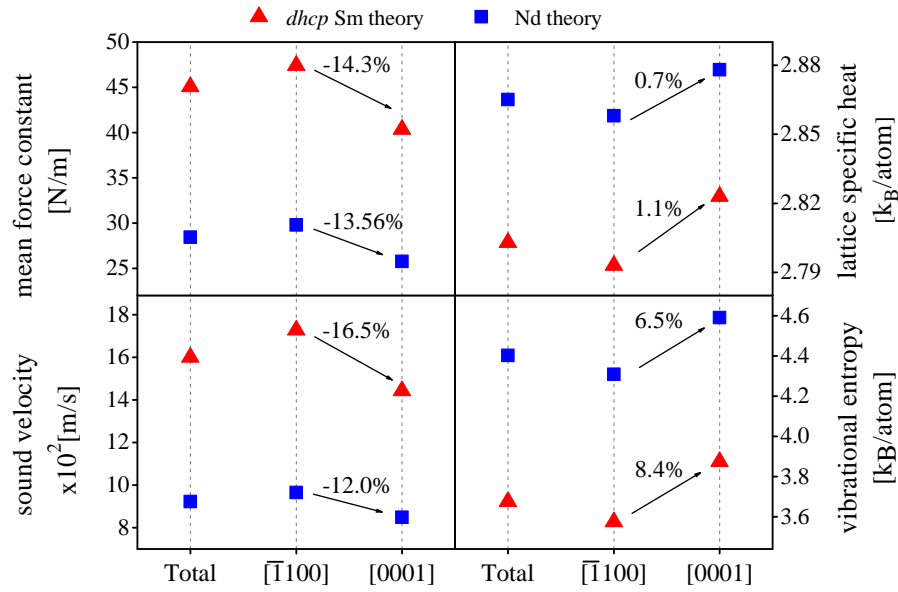 dhcp Sm theory
Nd theory
mean force constant
[N/m]
50
45
40
35
30
25
-14.3%
-13.56%
2.88
2.85
2.82
2.79
lattice specific heat
[k_B/atom]
0.7%
1.1%
sound velocity
x10²[m/s]
18
16
14
12
10
8
-16.5%
-12.0%
4.6
4.4
4.2
4.0
3.8
3.6
vibrational entropy
[k_B/atom]
6.5%
8.4%
Total
[1̅100]
[0001]
Total
[1̅100]
[0001]